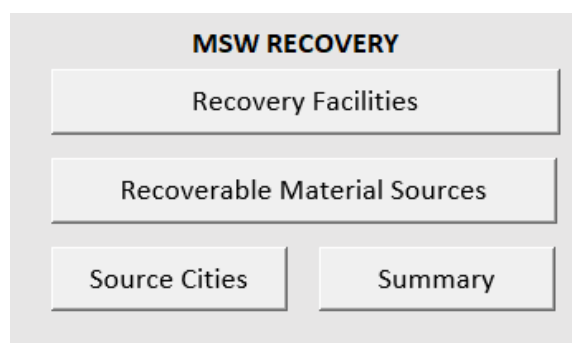 MSW RECOVERY
Recovery Facilities
Recoverable Material Sources
Source Cities
Summary